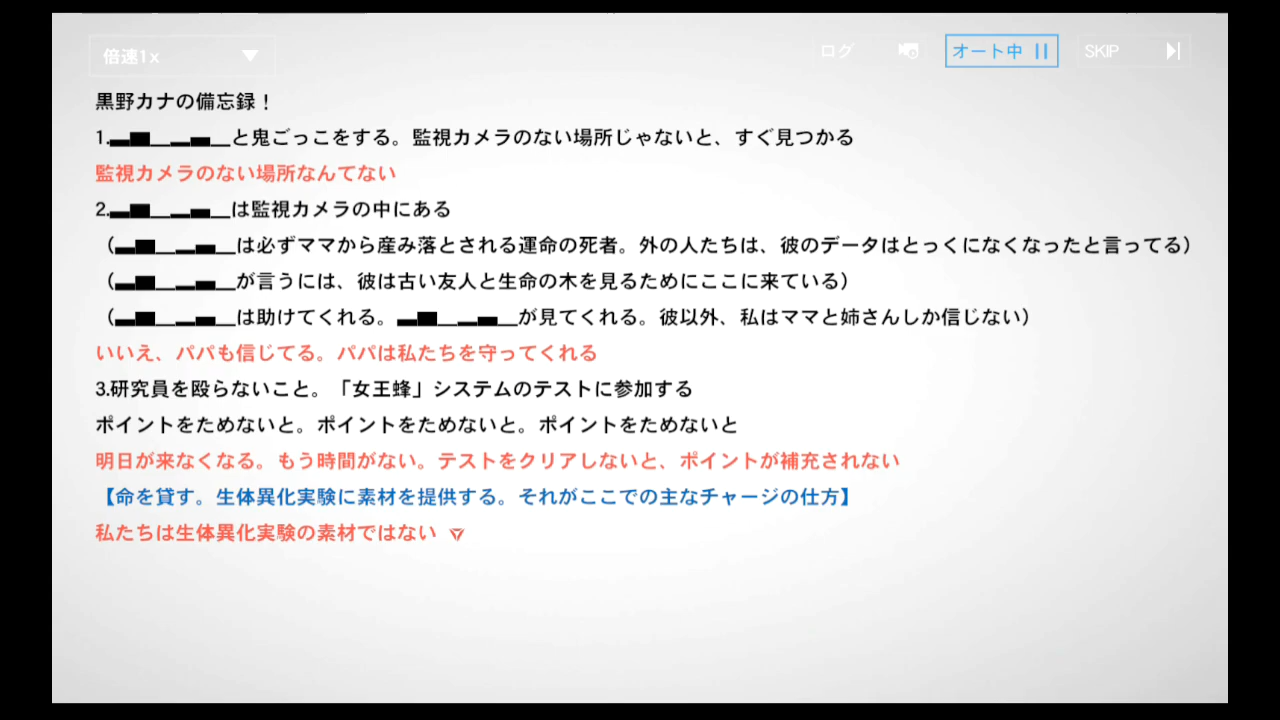 倍速1x
ログ
オート中
SKIP
黒野カナの備忘録！
1.▃▆▁▂▃▁と鬼ごっこをする。監視カメラのない場所じゃないと、すぐ見つかる
監視カメラのない場所なんてない
2.▃▆▁▂▃▁は監視カメラの中にある
（▃▆▁▂▃▁は必ずママから産み落とされる運命の死者。外の人たちは、彼のデータはとっくになくなったと言ってる）
（▃▆▁▂▃▁が言うには、彼は古い友人と生命の木を見るためにここに来ている）
（▃▆▁▂▃▁は助けてくれる。▃▆▁▂▃▁が見てくれる。彼以外、私はママと姉さんしか信じない）
いいえ、パパも信じてる。パパは私たちを守ってくれる
3.研究員を殴らないこと。「女王蜂」システムのテストに参加する
ポイントをためないと。ポイントをためないと。ポイントをためないと
明日が来なくなる。もう時間がない。テストをクリアしないと、ポイントが補充されない
【命を貸す。生体異化実験に素材を提供する。それがここでの主なチャージの仕方】
私たちは生体異化実験の素材ではない